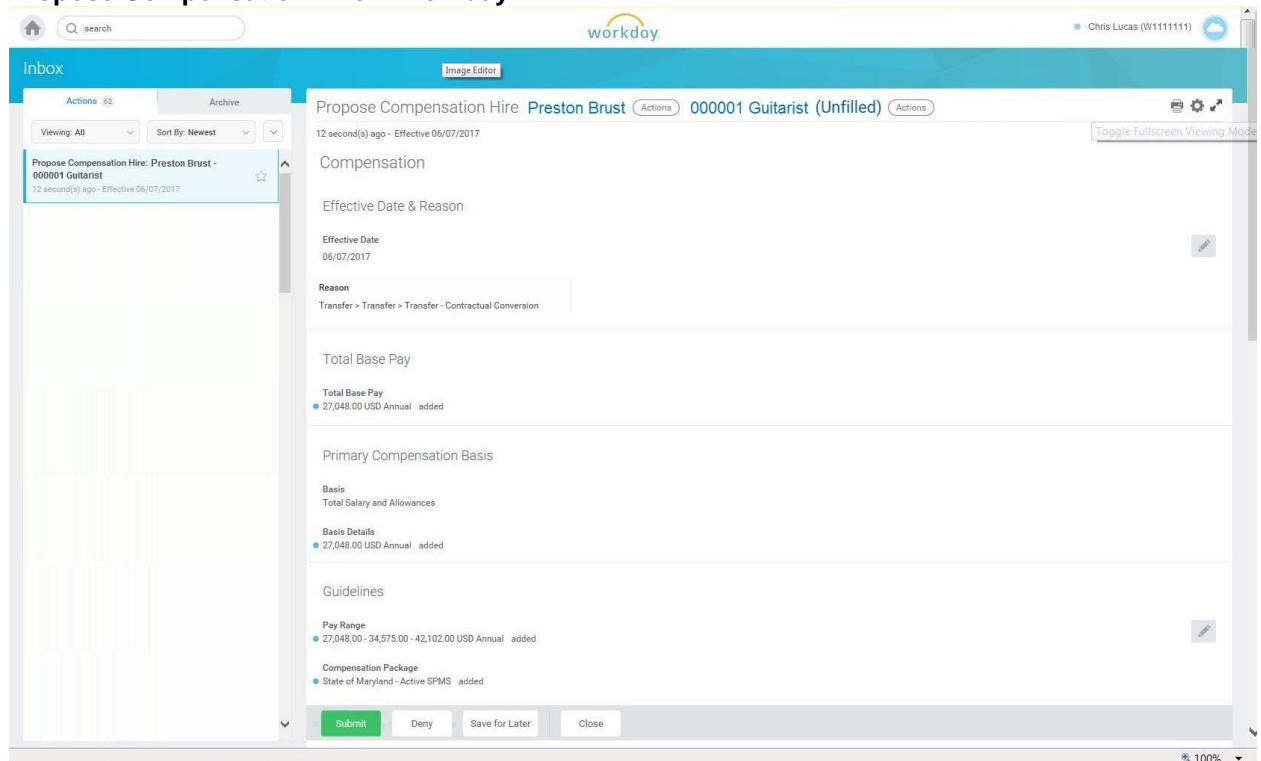 Propose Compensation Hire in Workday
search
workday.
Chris Lucas (W1111111)
Inbox
Image Editor
Actions 62
Archive
Viewing: All
Sort By: Newest
Propose Compensation Hire: Preston Brust -
000001 Guitarist
12 second(s) ago - Effective 06/07/2017
Propose Compensation Hire Preston Brust Actions 000001 Guitarist (Unfilled) Actions
12 second(s) ago - Effective 06/07/2017
Toggle Fullscreen Viewing Mode
Compensation
Effective Date & Reason
Effective Date
06/07/2017
Reason
Transfer > Transfer > Transfer - Contractual Conversion
Total Base Pay
Total Base Pay
27,048.00 USD Annual added
Primary Compensation Basis
Basis
Total Salary and Allowances
Basis Details
27,048.00 USD Annual added
Guidelines
Pay Range
27,048.00 - 34,575.00 - 42,102.00 USD Annual added
Compensation Package
State of Maryland - Active SPMS added
Submit
Deny
Save for Later
Close
100%